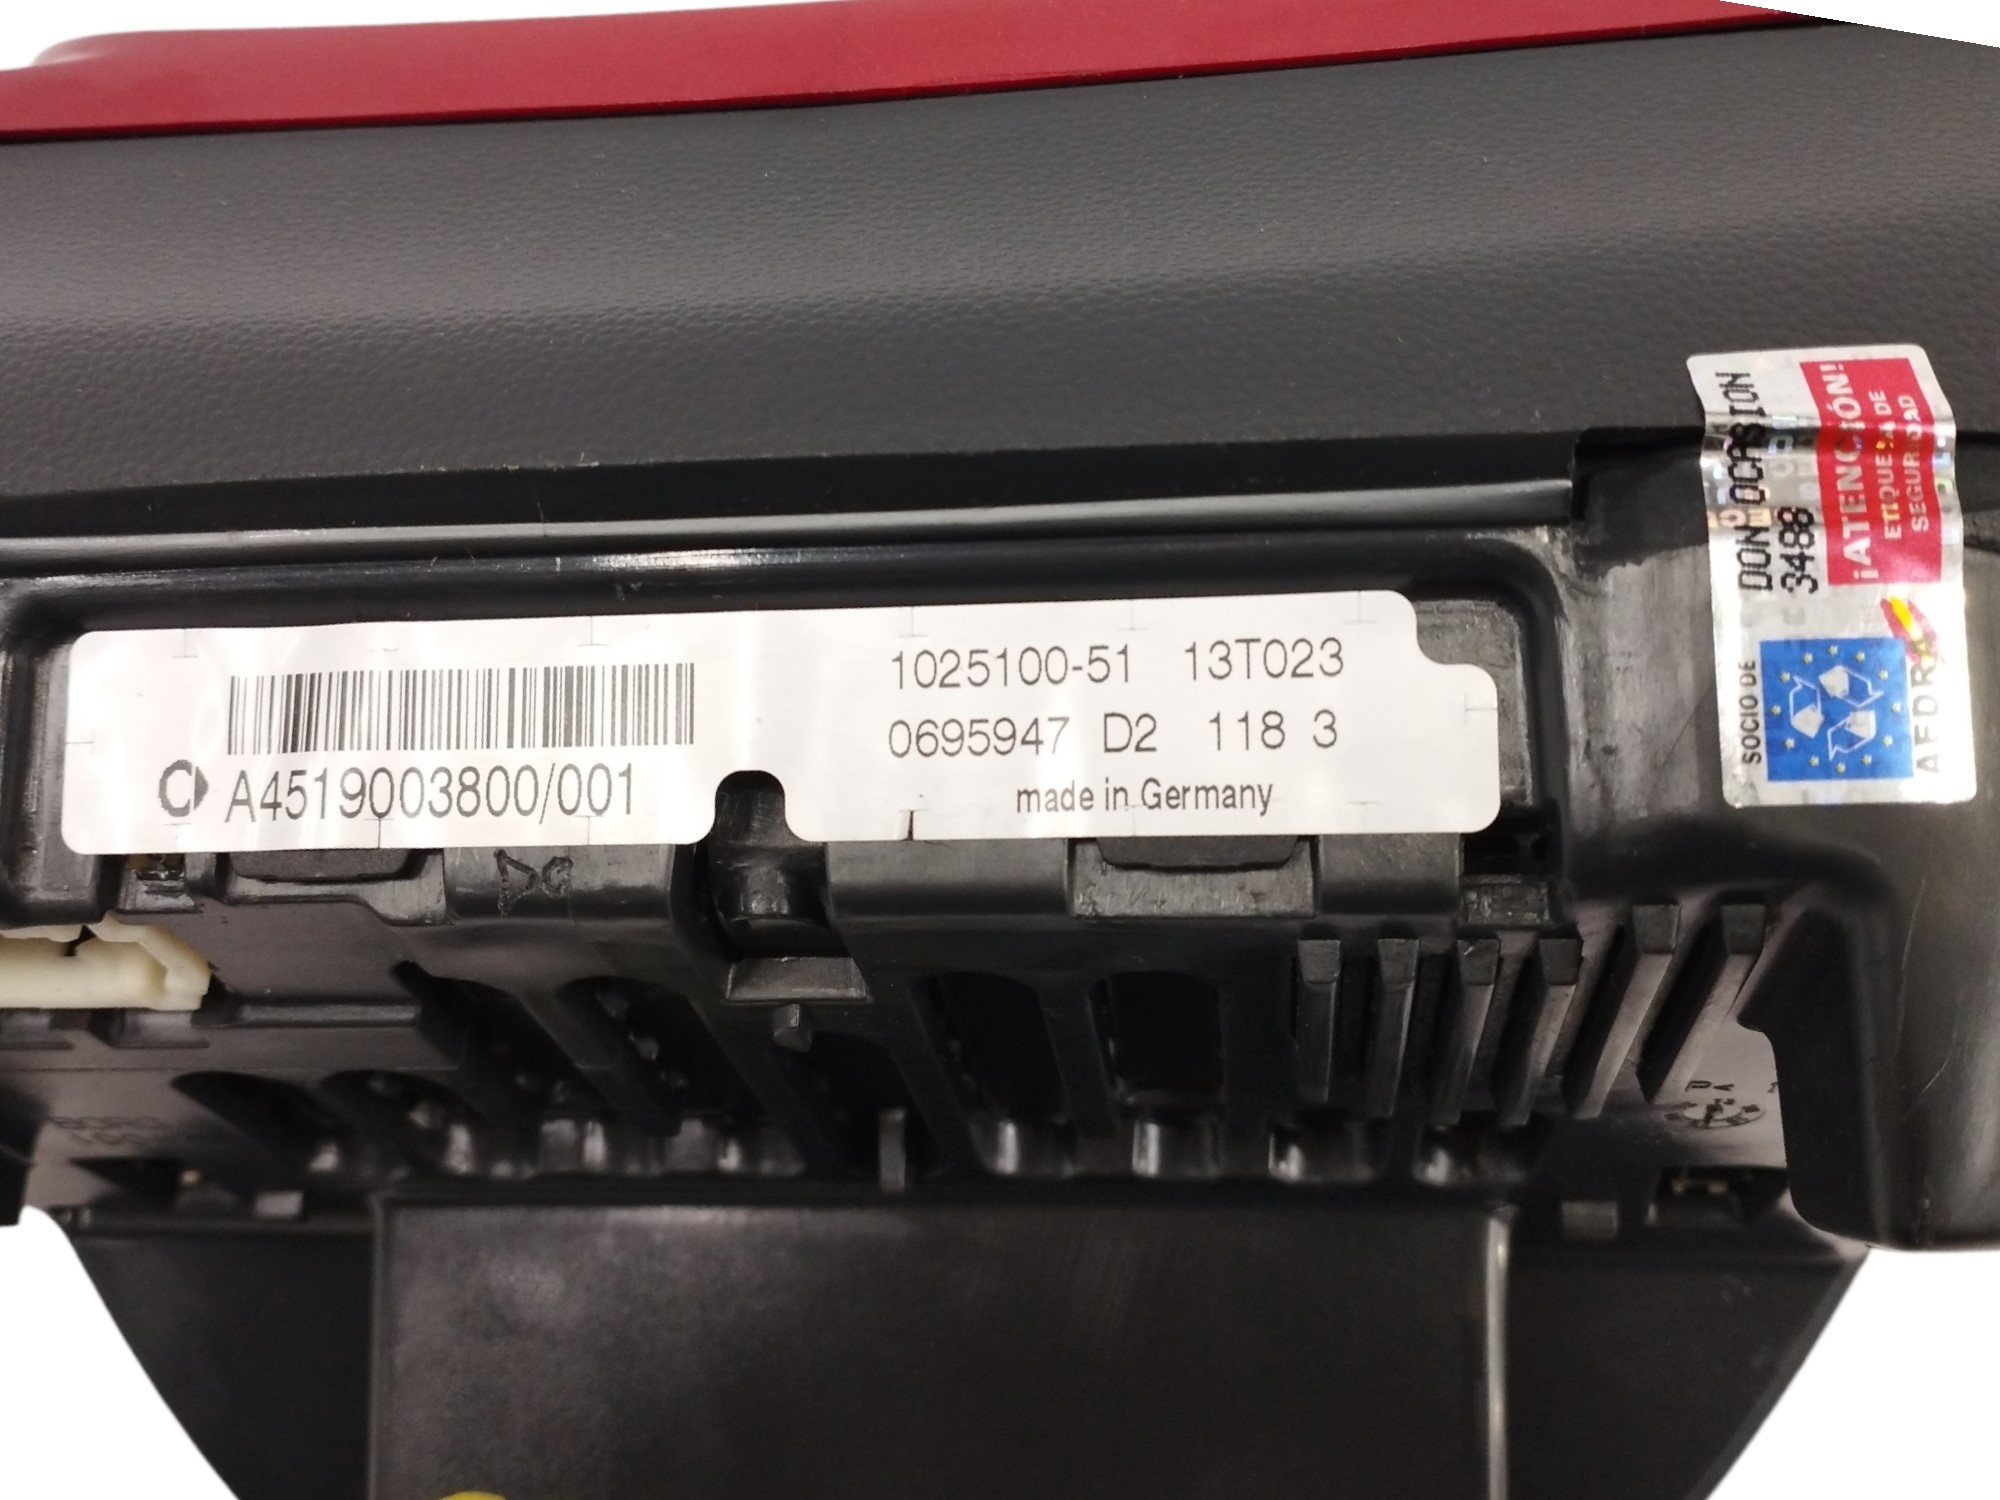 A4519003800/001
1025100-51 13T023
0695947 D2 118 3
made in Germany
DON OCASION
3488
¡ATENCIÓN!
ETIQUETA DE
SEGURIDAD
SOCIO DE
AEDRA